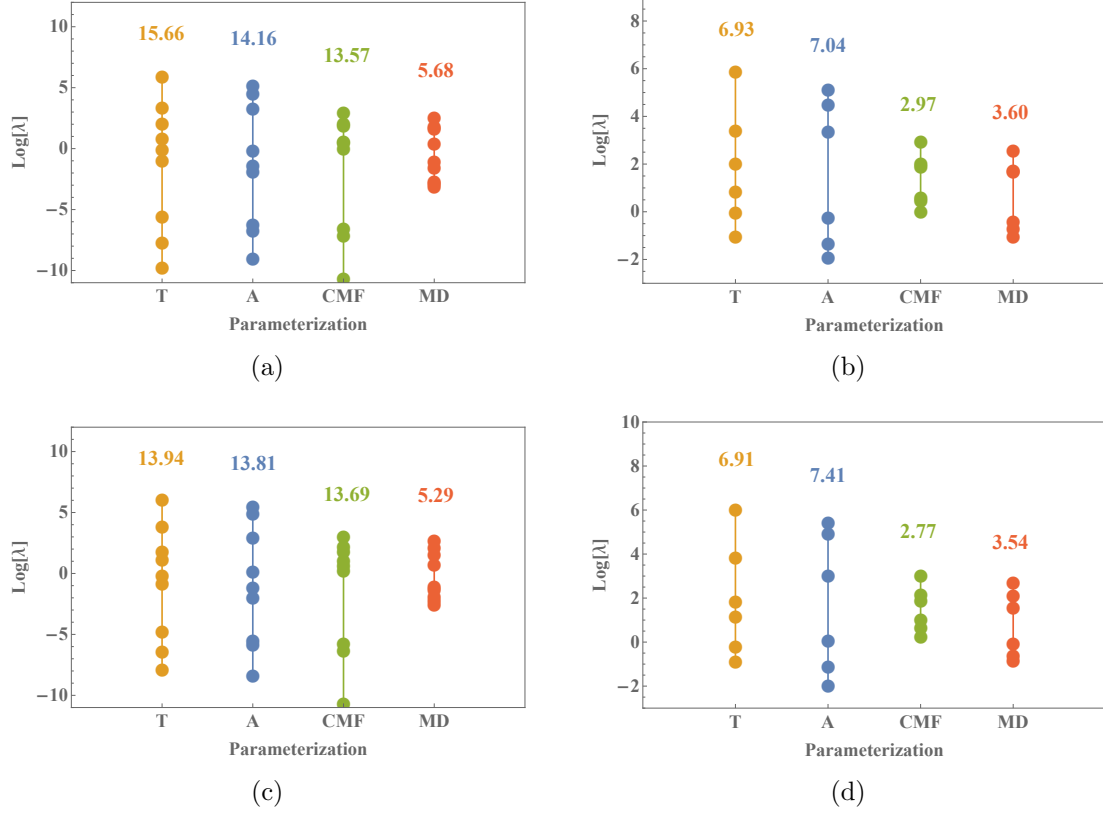 15.66 14.16 13.57 5.68
10
5
0
−5
−10
Log[λ]
T A CMF MD
Parameterization
(a)
6.93 7.04 2.97 3.60
8
6
4
2
0
−2
Log[λ]
T A CMF MD
Parameterization
(b)
13.94 13.81 13.69 5.29
10
5
0
−5
−10
Log[λ]
T A CMF MD
Parameterization
(c)
6.91 7.41 2.77 3.54
10
8
6
4
2
0
−2
Log[λ]
T A CMF MD
Parameterization
(d)